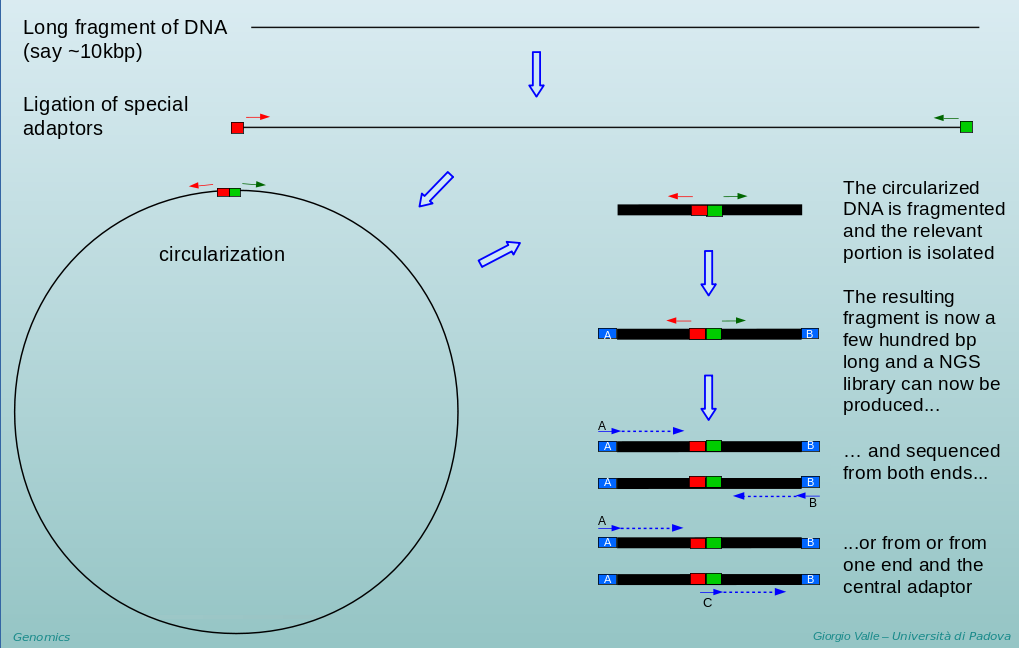 Long fragment of DNA
(say ~10kbp)
Ligation of special
adaptors
circularization
The circularized
DNA is fragmented
and the relevant
portion is isolated
The resulting
fragment is now a
few hundred bp
long and a NGS
library can now be
produced...
A B
A
A B
A B
B
... and sequenced
from both ends...
A
A B
A B
C
...or from or from
one end and the
central adaptor
Genomics
Giorgio Valle – Università di Padova